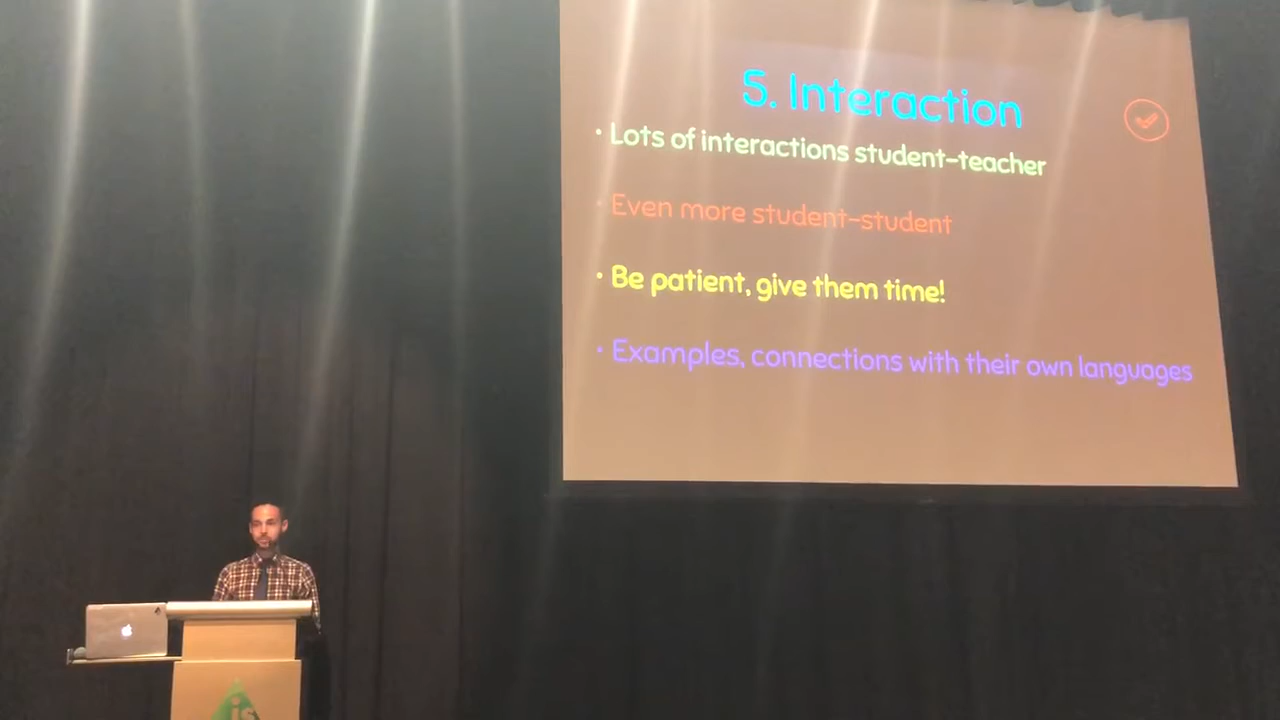 5. Interaction
• Lots of interactions student-teacher
• Even more student-student
• Be patient, give them time!
• Examples, connections with their own languages
is